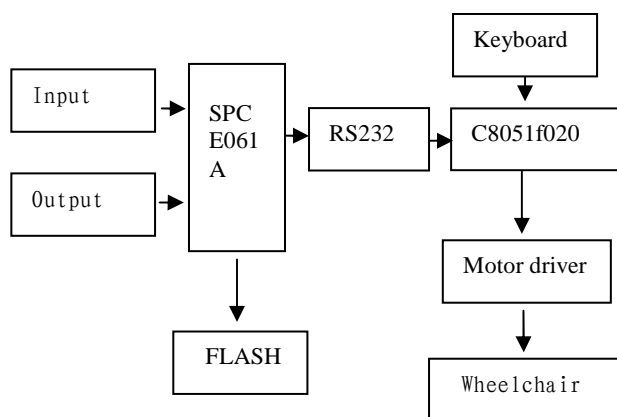 Keyboard
Input
SPC
E061
A
RS232
C8051f020
Output
Motor driver
FLASH
Wheelchair